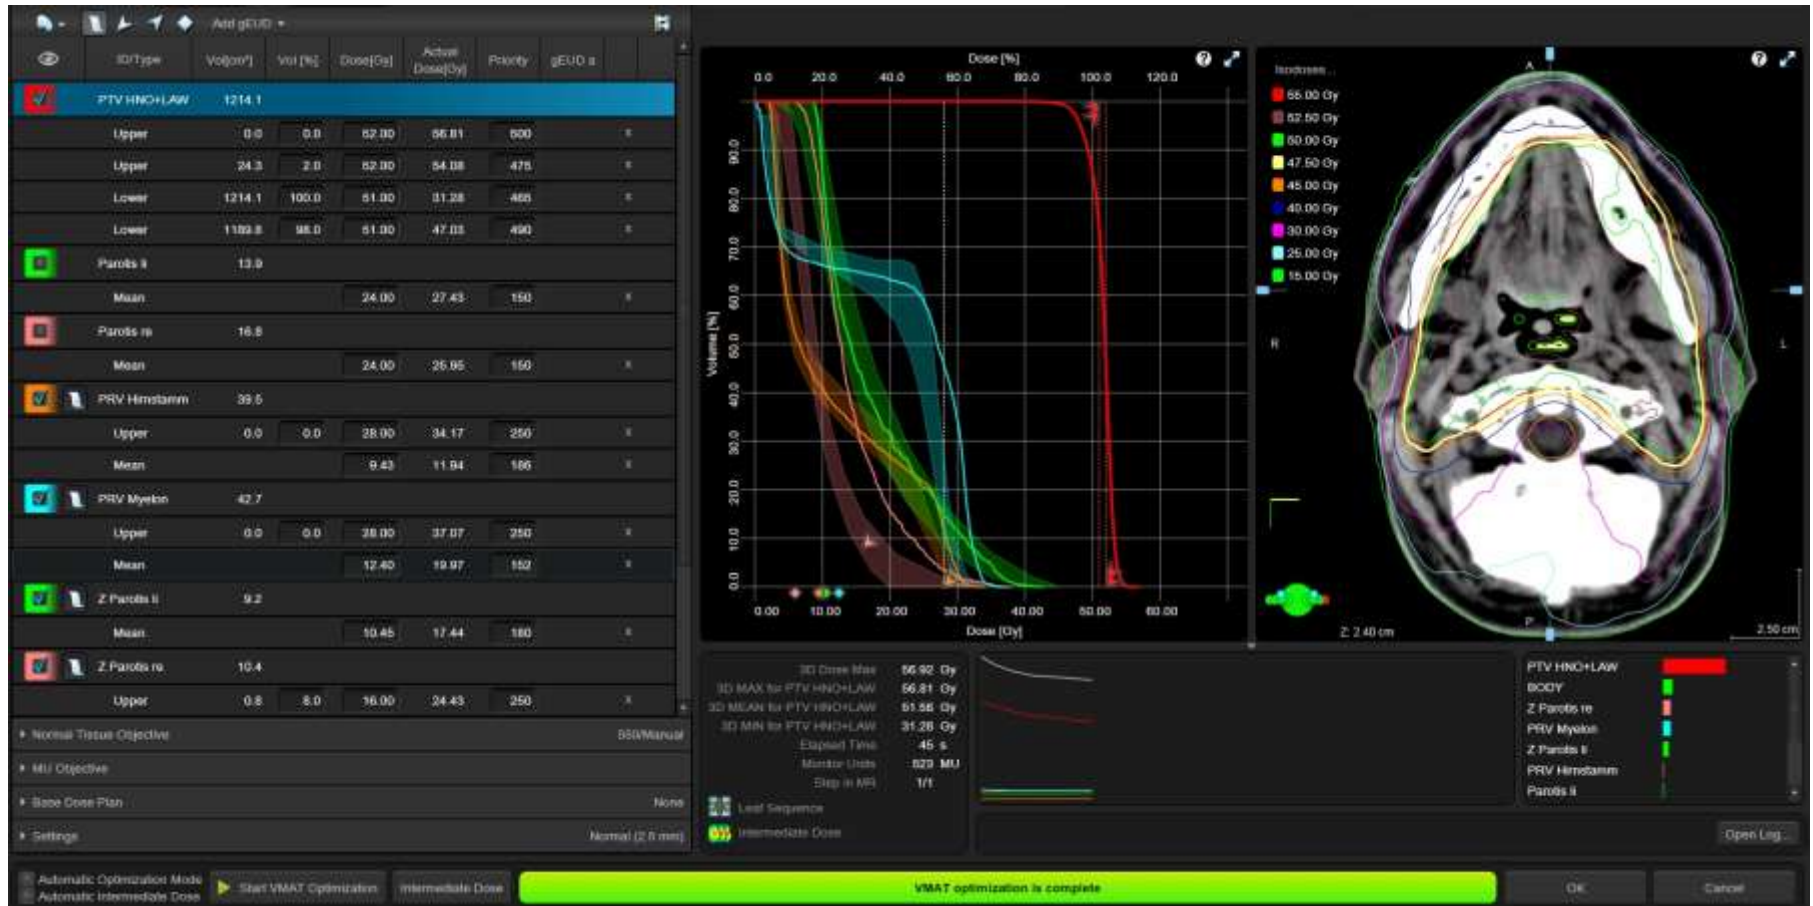 Add gEUD
ID/Type Vol[cm³] Vol [%] Dose[Gy] Actual Dose[Gy] Priority gEUD a
PTV HNO+LAW 1214.1
Upper 0.0 0.0 52.00 56.81 500 x
Upper 24.3 2.0 52.00 54.08 475 x
Lower 1214.1 100.0 51.00 31.28 465 x
Lower 1189.8 98.0 51.00 47.03 490 x
Parotis li 13.9
Mean 24.00 27.43 150 x
Parotis re 16.8
Mean 24.00 25.95 150 x
PRV Hirnstamm 39.5
Upper 0.0 0.0 28.00 34.17 250 x
Mean 9.43 11.94 186 x
PRV Myelon 42.7
Upper 0.0 0.0 28.00 37.07 250 x
Mean 12.40 19.97 152 x
Z Parotis li 9.2
Mean 10.45 17.44 180 x
Z Parotis re 10.4
Upper 0.8 8.0 16.00 24.43 250 x
Normal Tissue Objective 550/Manual
MU Objective
Base Dose Plan None
Settings Normal (2.5 mm)
Dose [%]
0.0 20.0 40.0 60.0 80.0 100.0 120.0
Volume [%]
90.0
80.0
70.0
60.0
50.0
40.0
30.0
20.0
10.0
0.0
0.00 10.00 20.00 30.00 40.00 50.00 60.00
Dose [Gy]
Isodoses...
55.00 Gy
52.50 Gy
50.00 Gy
47.50 Gy
45.00 Gy
40.00 Gy
30.00 Gy
25.00 Gy
15.00 Gy
A
R
L
P
Z: 2.40 cm
2.50 cm
3D Dose Max 56.92 Gy
3D MAX for PTV HNO+LAW 56.81 Gy
3D MEAN for PTV HNO+LAW 51.56 Gy
3D MIN for PTV HNO+LAW 31.28 Gy
Elapsed Time 45 s
Monitor Units 523 MU
Step in MR 1/1
Leaf Sequence
Intermediate Dose
PTV HNO+LAW
BODY
Z Parotis re
PRV Myelon
Z Parotis li
PRV Hirnstamm
Parotis li
Open Log...
Automatic Optimization Mode
Automatic Intermediate Dose
Start VMAT Optimization
Intermediate Dose
VMAT optimization is complete
OK
Cancel